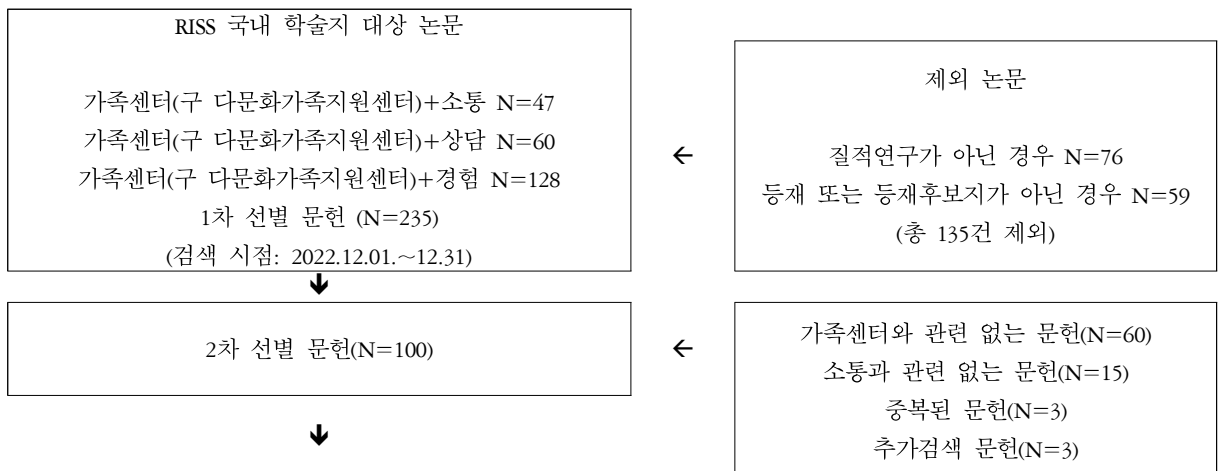 RISS 국내 학술지 대상 논문
가족센터(구 다문화가족지원센터)+소통 N=47
가족센터(구 다문화가족지원센터)+상담 N=60
가족센터(구 다문화가족지원센터)+경험 N=128
1차 선별 문헌 (N=235)
(검색 시점: 2022.12.01.~12.31)
←
제외 논문
질적연구가 아닌 경우 N=76
등재 또는 등재후보지가 아닌 경우 N=59
(총 135건 제외)
↓
2차 선별 문헌(N=100)
←
가족센터와 관련 없는 문헌(N=60)
소통과 관련 없는 문헌(N=15)
중복된 문헌(N=3)
추가검색 문헌(N=3)
↓